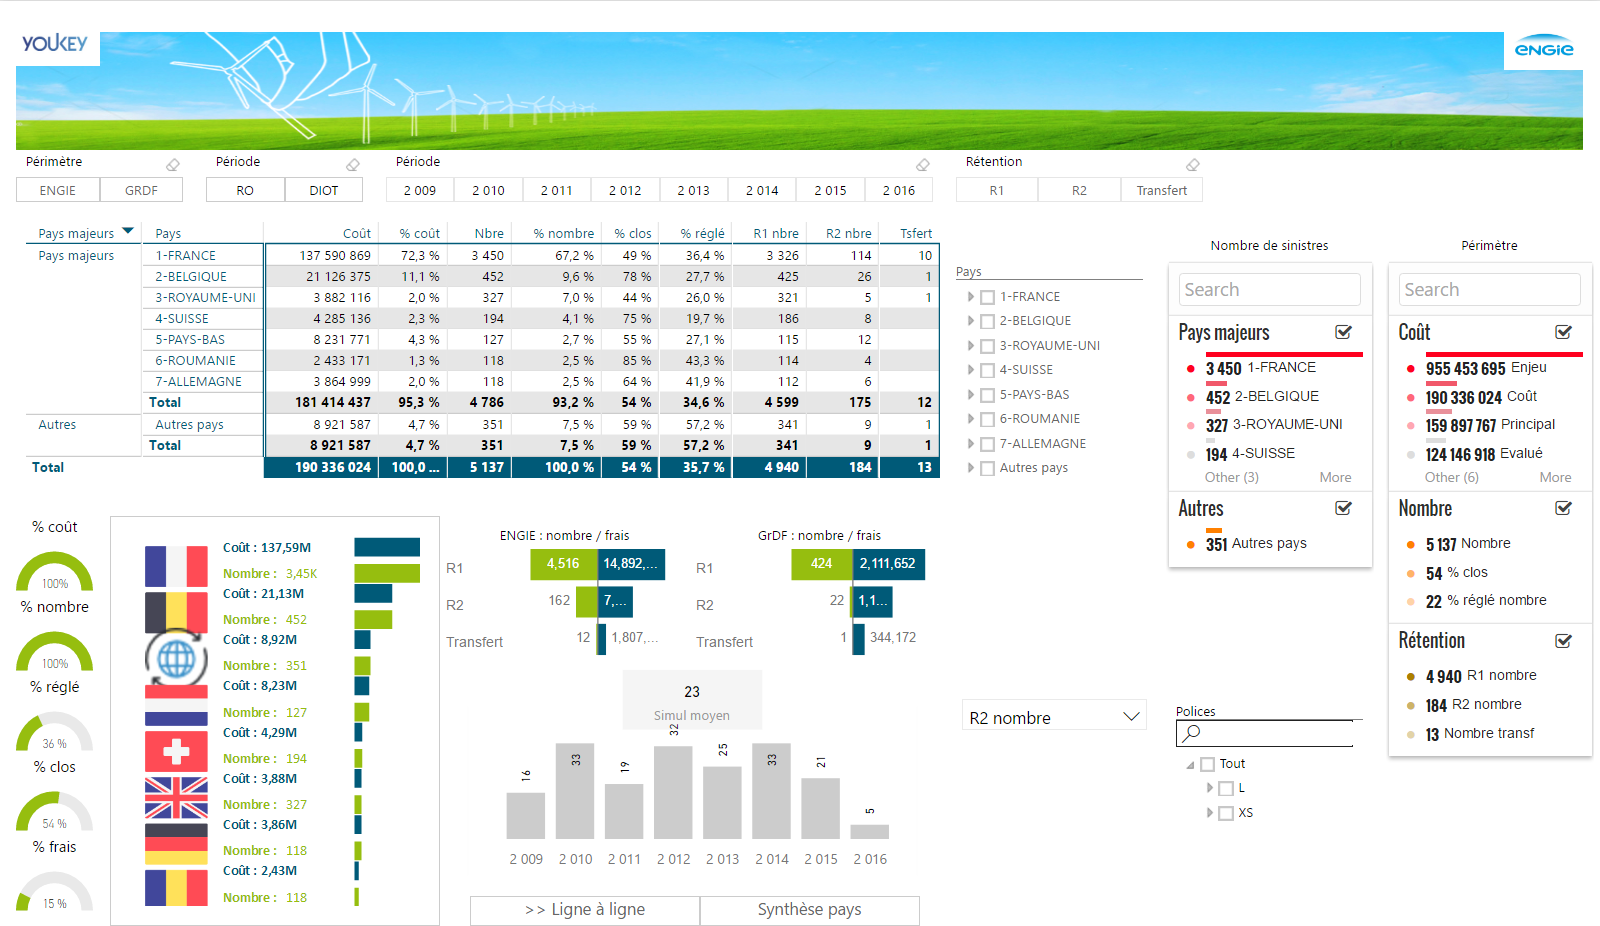 YOUKEY
ENGIE
Périmètre
Période
Période
Rétention
ENGIE GRDF
RO DIOT
2 009 2 010 2 011 2 012 2 013 2 014 2 015 2 016
R1 R2 Transfert
Pays majeurs Pays Coût % coût Nbre % nombre % clos % réglé R1 nbre R2 nbre Tsfert
Pays majeurs 1-FRANCE 137 590 869 72,3 % 3 450 67,2 % 49 % 36,4 % 3 326 114 10
2-BELGIQUE 21 126 375 11,1 % 452 9,6 % 78 % 27,7 % 425 26 1
3-ROYAUME-UNI 3 882 116 2,0 % 327 7,0 % 44 % 26,0 % 321 5 1
4-SUISSE 4 285 136 2,3 % 194 4,1 % 75 % 19,7 % 186 8
5-PAYS-BAS 8 231 771 4,3 % 127 2,7 % 55 % 27,1 % 115 12
6-ROUMANIE 2 433 171 1,3 % 118 2,5 % 85 % 43,3 % 114 4
7-ALLEMAGNE 3 864 999 2,0 % 118 2,5 % 64 % 41,9 % 112 6
Total 181 414 437 95,3 % 4 786 93,2 % 54 % 34,6 % 4 599 175 12
Autres Autres pays 8 921 587 4,7 % 351 7,5 % 59 % 57,2 % 341 9 1
Total 8 921 587 4,7 % 351 7,5 % 59 % 57,2 % 341 9 1
Total 190 336 024 100,0 ... 5 137 100,0 % 54 % 35,7 % 4 940 184 13
Pays
1-FRANCE
2-BELGIQUE
3-ROYAUME-UNI
4-SUISSE
5-PAYS-BAS
6-ROUMANIE
7-ALLEMAGNE
Autres pays
Nombre de sinistres
Search
Pays majeurs
3 450 1-FRANCE
452 2-BELGIQUE
327 3-ROYAUME-UNI
194 4-SUISSE
Other (3) More
Autres
351 Autres pays
Périmètre
Search
Coût
955 453 695 Enjeu
190 336 024 Coût
159 897 767 Principal
124 146 918 Evalué
Other (6) More
Nombre
5 137 Nombre
54 % clos
22 % réglé nombre
Rétention
4 940 R1 nombre
184 R2 nombre
13 Nombre transf
% coût
100%
% nombre
100%
% réglé
36 %
% clos
54 %
% frais
15 %
Coût : 137,59M
Nombre : 3,45K
Coût : 21,13M
Nombre : 452
Coût : 8,92M
Nombre : 351
Coût : 8,23M
Nombre : 127
Coût : 4,29M
Nombre : 194
Coût : 3,88M
Nombre : 327
Coût : 3,86M
Nombre : 118
Coût : 2,43M
Nombre : 118
ENGIE : nombre / frais
R1 4,516 14,892,...
R2 162 7,...
Transfert 12 1,807,...
GrDF : nombre / frais
R1 424 2,111,652
R2 22 1,1...
Transfert 1 344,172
23
Simul moyen
16 33 19 32 25 33 21 5
2 009 2 010 2 011 2 012 2 013 2 014 2 015 2 016
>> Ligne à ligne
Synthèse pays
R2 nombre
Polices
Tout
L
XS